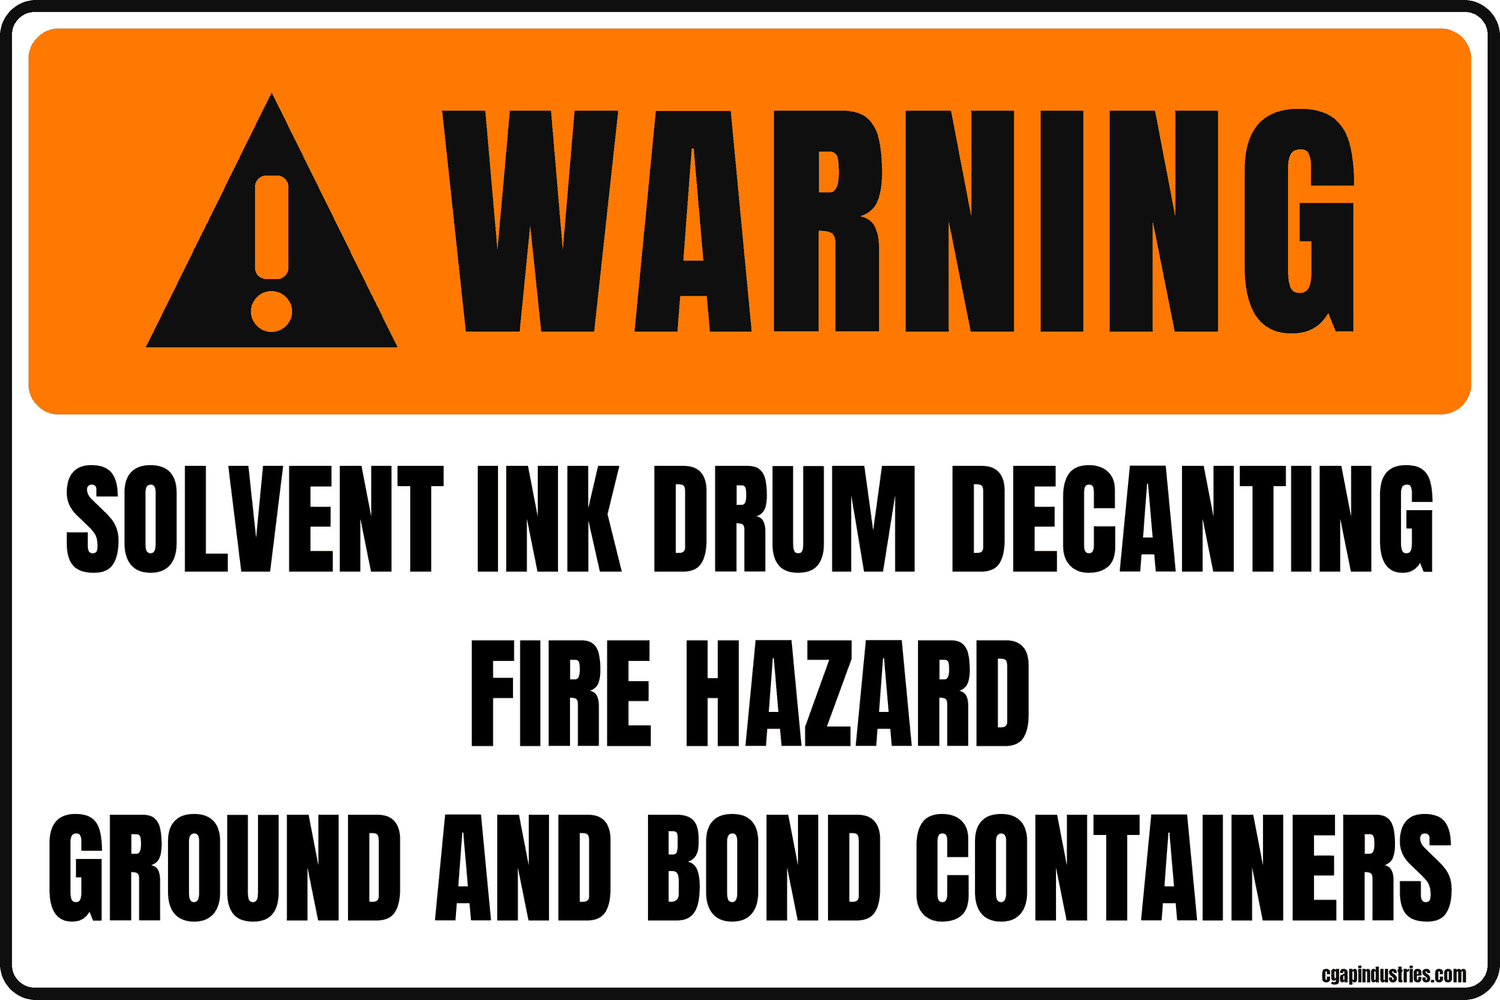 WARNING
SOLVENT INK DRUM DECANTING
FIRE HAZARD
GROUND AND BOND CONTAINERS
cgapindustries.com